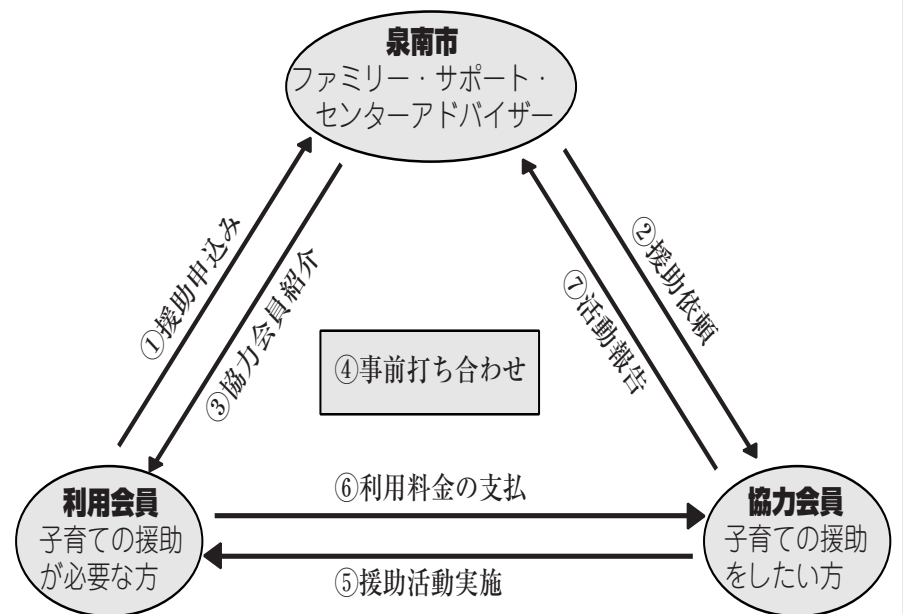 泉南市
ファミリー・サポート・
センターアドバイザー
①援助申込み
③協力会員紹介
②援助依頼
⑦活動報告
④事前打ち合わせ
利用会員
子育ての援助
が必要な方
⑥利用料金の支払
⑤援助活動実施
協力会員
子育ての援助
をしたい方